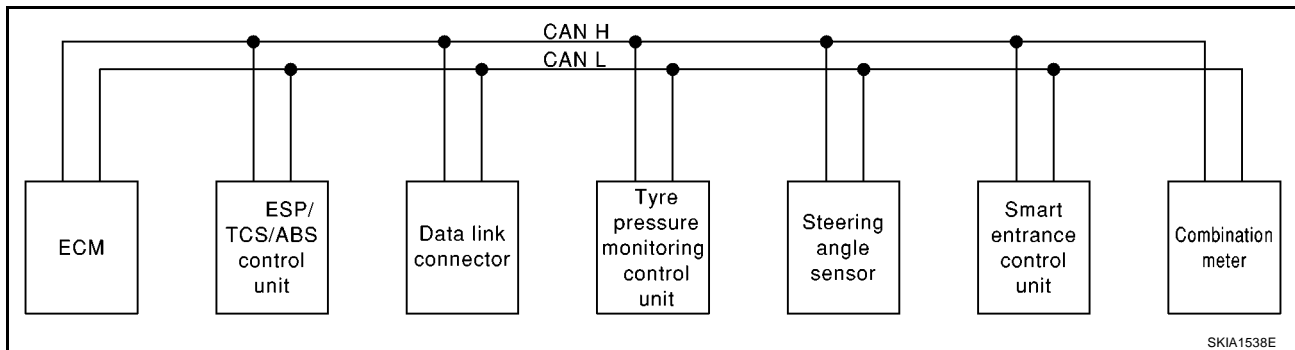 CAN H
CAN L
ECM
ESP/
TCS/ABS
control
unit
Data link
connector
Tyre
pressure
monitoring
control
unit
Steering
angle
sensor
Smart
entrance
control
unit
Combination
meter
SKIA1538E